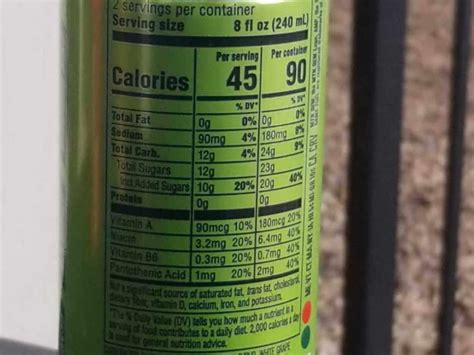 2 servings per container
Serving size 8 fl oz (240 mL)
Per serving Per container
Calories 45 90
% DV* % DV*
Total Fat 0g 0% 0g 0%
Sodium 90mg 4% 180mg 8%
Total Carb. 12g 4% 24g 9%
Total Sugars 12g 23g
Incl. Added Sugars 10g 20% 20g 40%
Protein 0g 0g
Vitamin A 90mcg 10% 180mcg 20%
Niacin 3.2mg 20% 6.4mg 40%
Vitamin B6 0.3mg 20% 0.7mg 40%
Pantothenic Acid 1mg 20% 2mg 40%
Not a significant source of saturated fat, trans fat, cholesterol,
dietary fiber, vitamin D, calcium, iron, and potassium.
*The % Daily Value (DV) tells you how much a nutrient in a
serving of food contributes to a daily diet. 2,000 calories a day
is used for general nutrition advice.
WHITE GRAPE